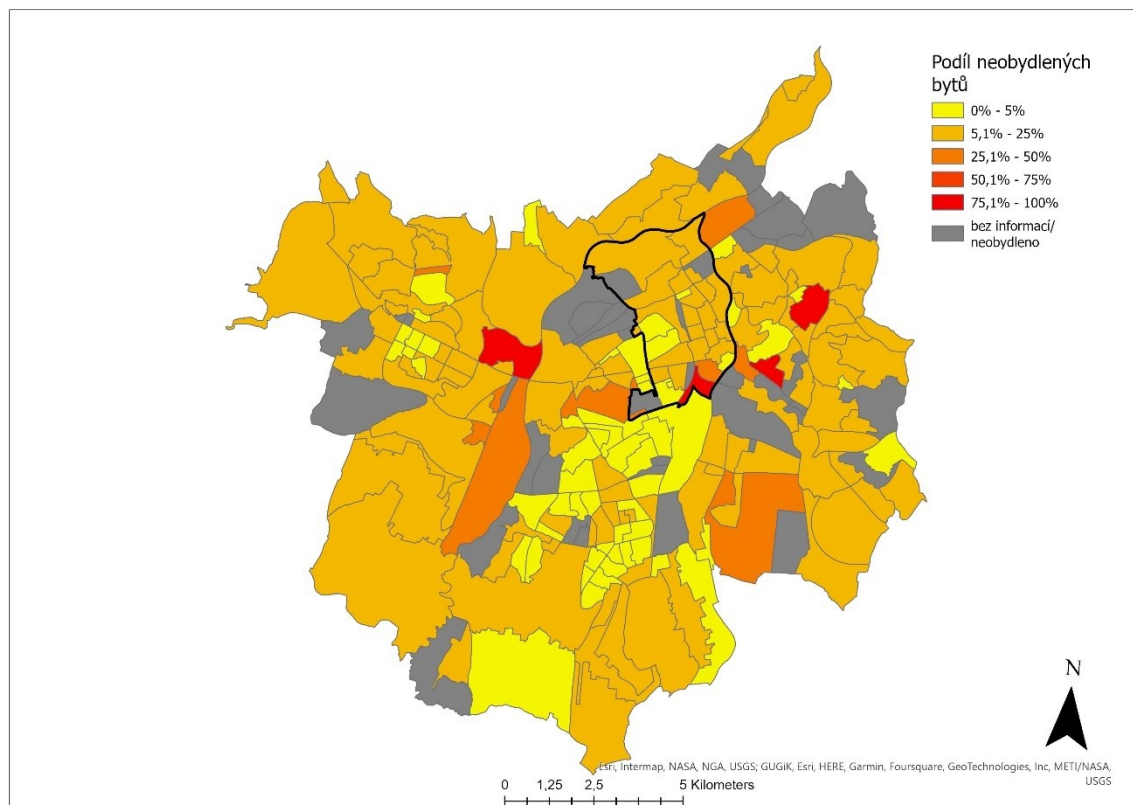 Podíl neobydlených
bytů
0% - 5%
5,1% - 25%
25,1% - 50%
50,1% - 75%
75,1% - 100%
bez informací/
neobydleno
N
Esri, Intermap, NASA, NGA, USGS; GUGiK, Esri, HERE, Garmin, Foursquare, GeoTechnologies, Inc, METI/NASA,
USGS
0 1,25 2,5 5 Kilometers